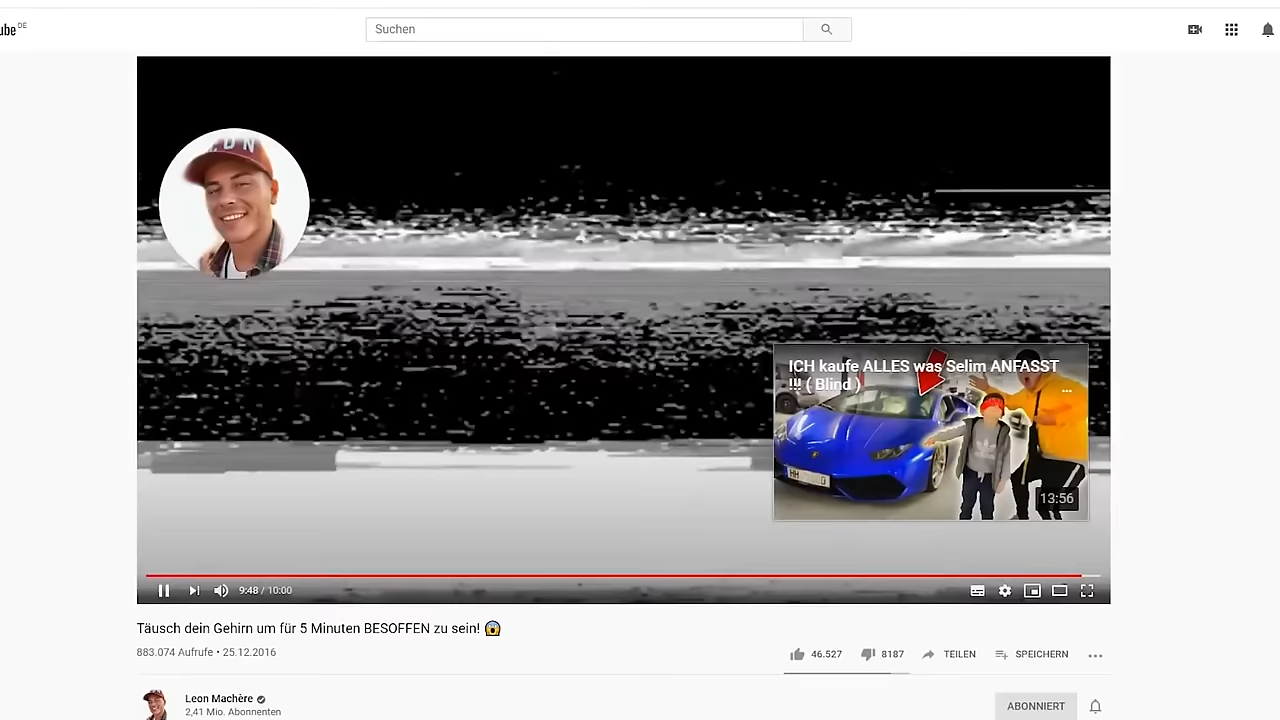 ube DE
Suchen
ICH kaufe ALLES was Selim ANFASST
!!! ( Blind )
13:56
9:48 / 10:00
Täusch dein Gehirn um für 5 Minuten BESOFFEN zu sein! 😱
883.074 Aufrufe • 25.12.2016
46.527
8187
TEILEN
SPEICHERN
Leon Machère
2,41 Mio. Abonnenten
ABONNIERT